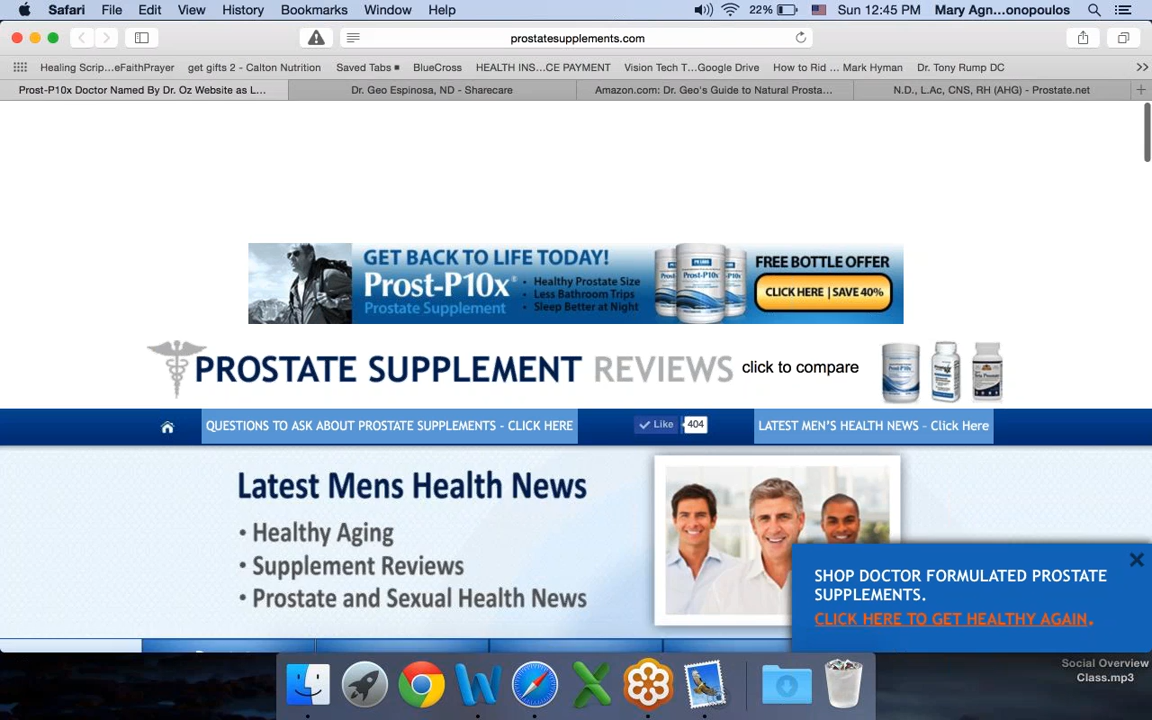 Safari File Edit View History Bookmarks Window Help 22% Sun 12:45 PM Mary Agn...onopoulos
prostatesupplements.com
Healing Scrip...eFaithPrayer get gifts 2 - Calton Nutrition Saved Tabs BlueCross HEALTH INS...CE PAYMENT Vision Tech T...Google Drive How to Rid ... Mark Hyman Dr. Tony Rump DC
Prost-P10x Doctor Named By Dr. Oz Website as L... Dr. Geo Espinosa, ND - Sharecare Amazon.com: Dr. Geo's Guide to Natural Prosta... N.D., L.Ac, CNS, RH (AHG) - Prostate.net
GET BACK TO LIFE TODAY!
Prost-P10x®
Prostate Supplement
• Healthy Prostate Size
• Less Bathroom Trips
• Sleep Better at Night
Prost-P10x
FREE BOTTLE OFFER
CLICK HERE | SAVE 40%
PROSTATE SUPPLEMENT REVIEWS click to compare
QUESTIONS TO ASK ABOUT PROSTATE SUPPLEMENTS - CLICK HERE Like 404 LATEST MEN'S HEALTH NEWS – Click Here
Latest Mens Health News
• Healthy Aging
• Supplement Reviews
• Prostate and Sexual Health News
SHOP DOCTOR FORMULATED PROSTATE
SUPPLEMENTS.
CLICK HERE TO GET HEALTHY AGAIN.
Social Overview
Class.mp3